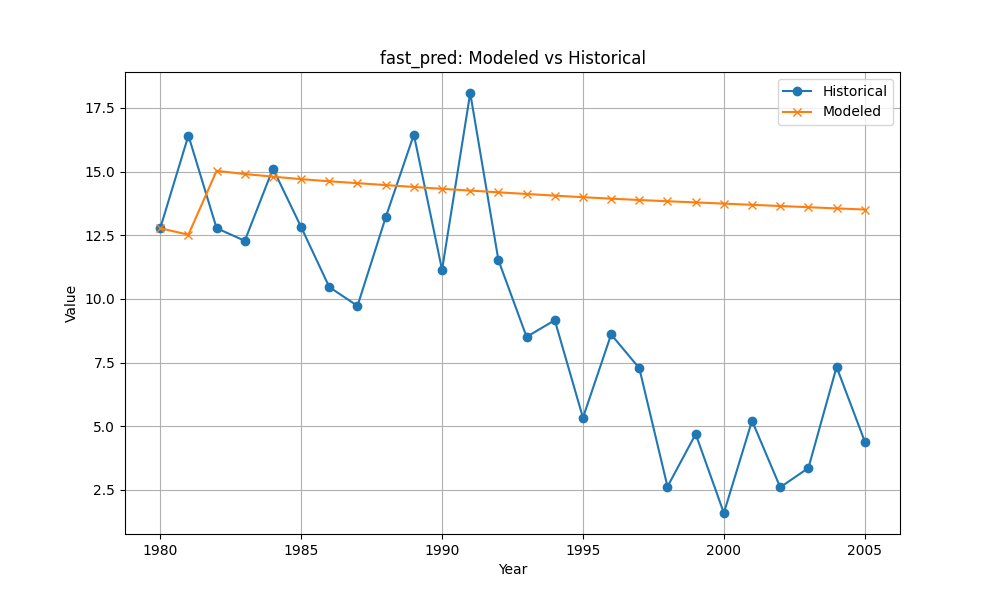 fast_pred: Modeled vs Historical
Historical
Modeled
17.5
15.0
12.5
10.0
7.5
5.0
2.5
Value
1980
1985
1990
1995
2000
2005
Year